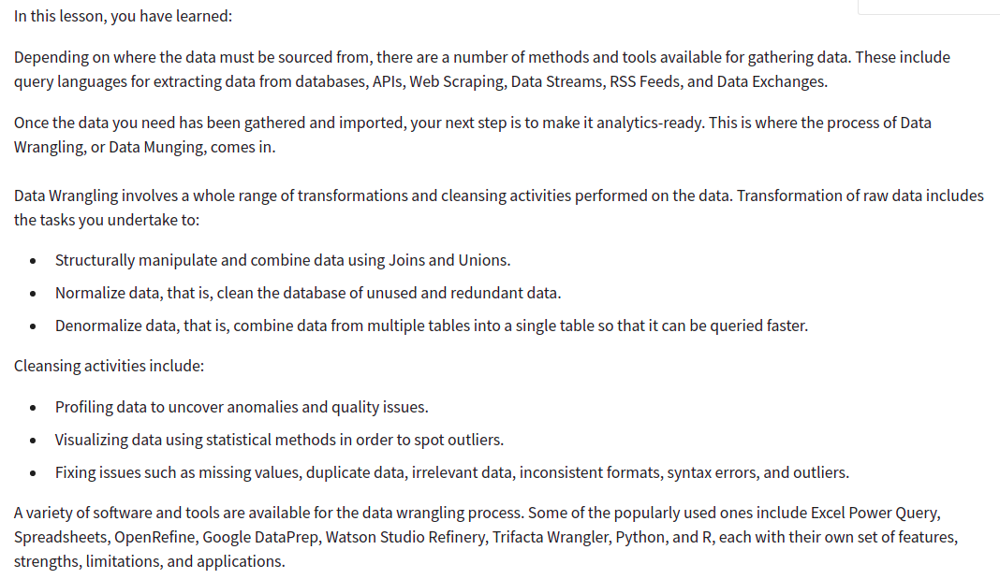 In this lesson, you have learned:
Depending on where the data must be sourced from, there are a number of methods and tools available for gathering data. These include
query languages for extracting data from databases, APIs, Web Scraping, Data Streams, RSS Feeds, and Data Exchanges.
Once the data you need has been gathered and imported, your next step is to make it analytics-ready. This is where the process of Data
Wrangling, or Data Munging, comes in.
Data Wrangling involves a whole range of transformations and cleansing activities performed on the data. Transformation of raw data includes
the tasks you undertake to:
• Structurally manipulate and combine data using Joins and Unions.
• Normalize data, that is, clean the database of unused and redundant data.
• Denormalize data, that is, combine data from multiple tables into a single table so that it can be queried faster.
Cleansing activities include:
• Profiling data to uncover anomalies and quality issues.
• Visualizing data using statistical methods in order to spot outliers.
• Fixing issues such as missing values, duplicate data, irrelevant data, inconsistent formats, syntax errors, and outliers.
A variety of software and tools are available for the data wrangling process. Some of the popularly used ones include Excel Power Query,
Spreadsheets, OpenRefine, Google DataPrep, Watson Studio Refinery, Trifacta Wrangler, Python, and R, each with their own set of features,
strengths, limitations, and applications.